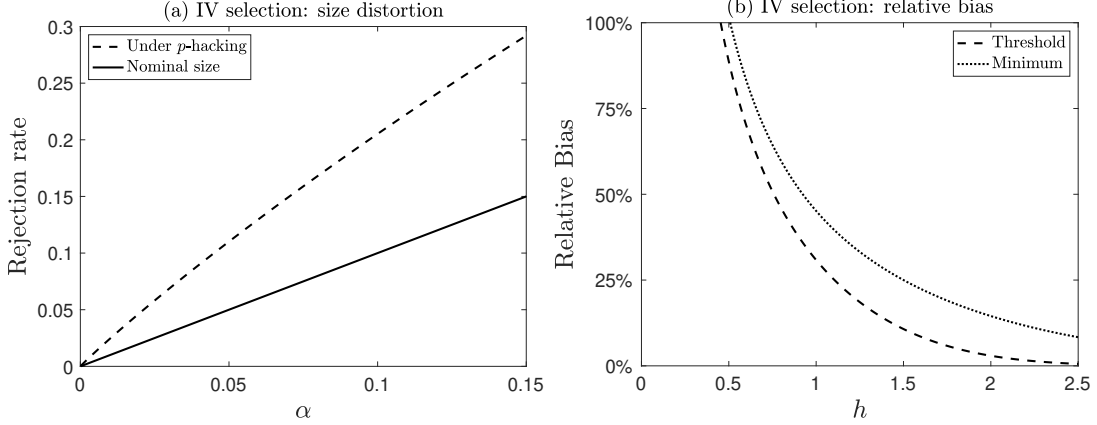 (a) IV selection: size distortion
0.3
0.25
0.2
0.15
0.1
0.05
0
Rejection rate
Under p-hacking
Nominal size
0 0.05 0.1 0.15
α
(b) IV selection: relative bias
100%
75%
50%
25%
0%
Relative Bias
Threshold
Minimum
0 0.5 1 1.5 2 2.5
h